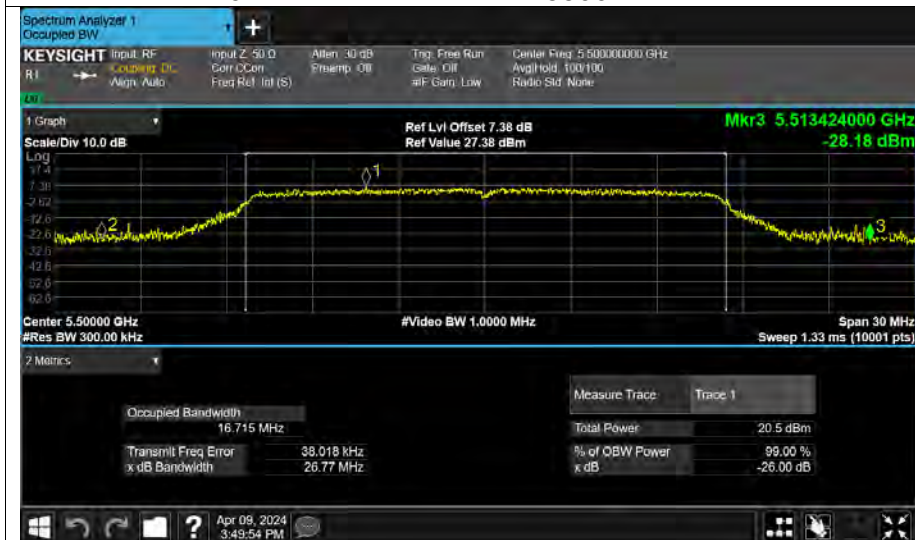 Spectrum Analyzer 1
Occupied BW
+
KEYSIGHT Input: RF
R L
Coupling: DC
Align: Auto
Input Z: 50 Ω
Corr CCorr
Freq Ref: Int (S)
Atten: 30 dB
Preamp: Off
Trig: Free Run
Gate: Off
#IF Gain: Low
Center Freq: 5.500000000 GHz
Avg|Hold: 100/100
Radio Std: None
1 Graph
Scale/Div 10.0 dB
Ref Lvl Offset 7.38 dB
Ref Value 27.38 dBm
Mkr3 5.513424000 GHz
-28.18 dBm
Log
17.4
7.38
-2.62
-12.6
-22.6
-32.6
-42.6
-52.6
-62.6
1
2
3
Center 5.50000 GHz
#Res BW 300.00 kHz
#Video BW 1.0000 MHz
Span 30 MHz
Sweep 1.33 ms (10001 pts)
2 Metrics
Measure Trace Trace 1
Occupied Bandwidth
16.715 MHz
Total Power 20.5 dBm
Transmit Freq Error 38.018 kHz
% of OBW Power 99.00 %
x dB Bandwidth 26.77 MHz
x dB -26.00 dB
?
Apr 09, 2024
3:49:54 PM